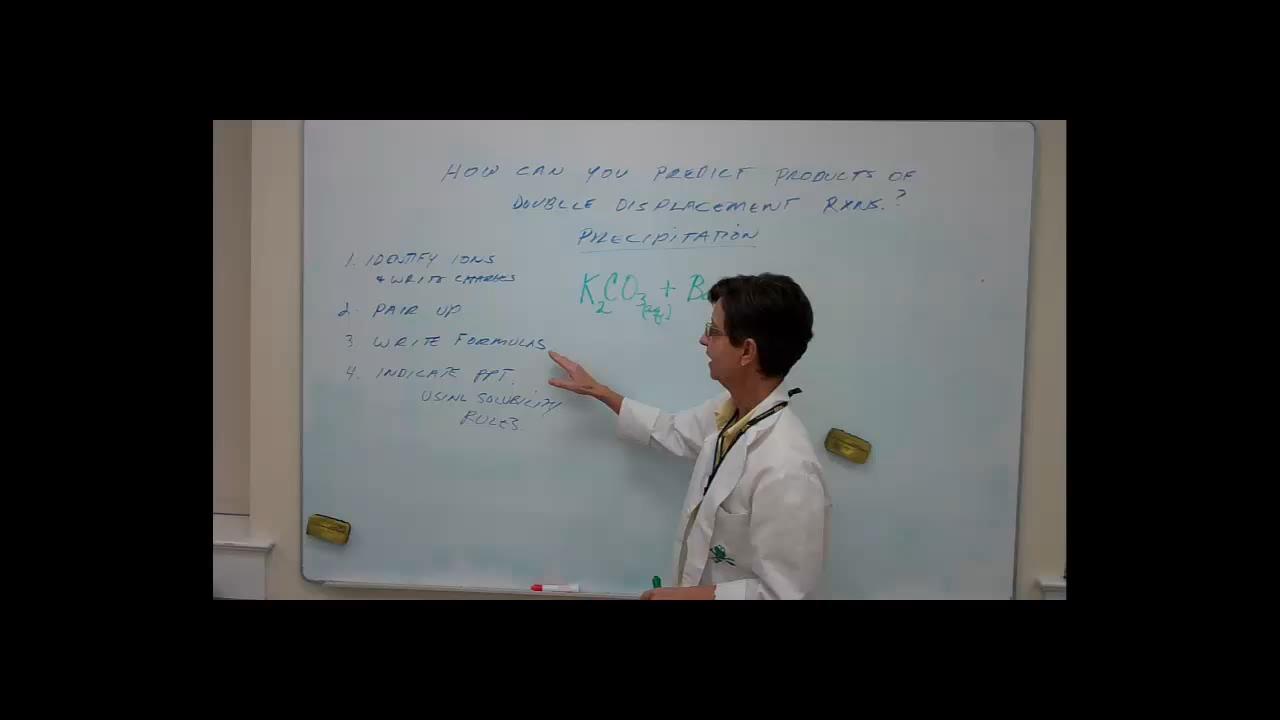 HOW CAN YOU PREDICT PRODUCTS OF
DOUBLE DISPLACEMENT RXNS.?
PRECIPITATION
1. IDENTIFY IONS
+ WRITE CHARGES
2. PAIR UP
3. WRITE FORMULAS
4. INDICATE PPT.
USING SOLUBILITY
RULES.
K2CO3(aq) + Ba